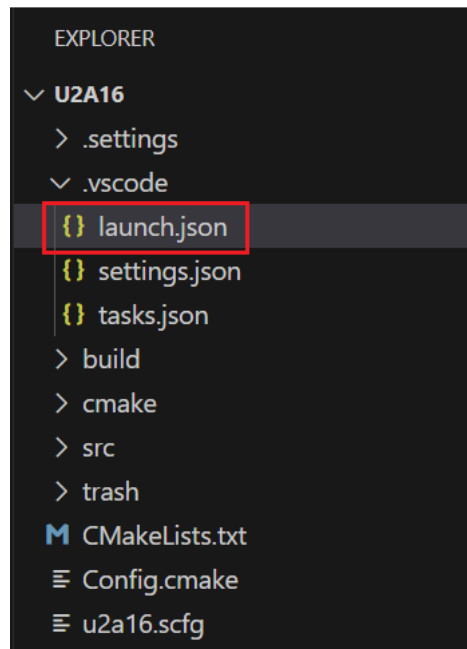 EXPLORER
U2A16
.settings
.vscode
{} launch.json
{} settings.json
{} tasks.json
build
cmake
src
trash
M CMakeLists.txt
Config.cmake
u2a16.scfg